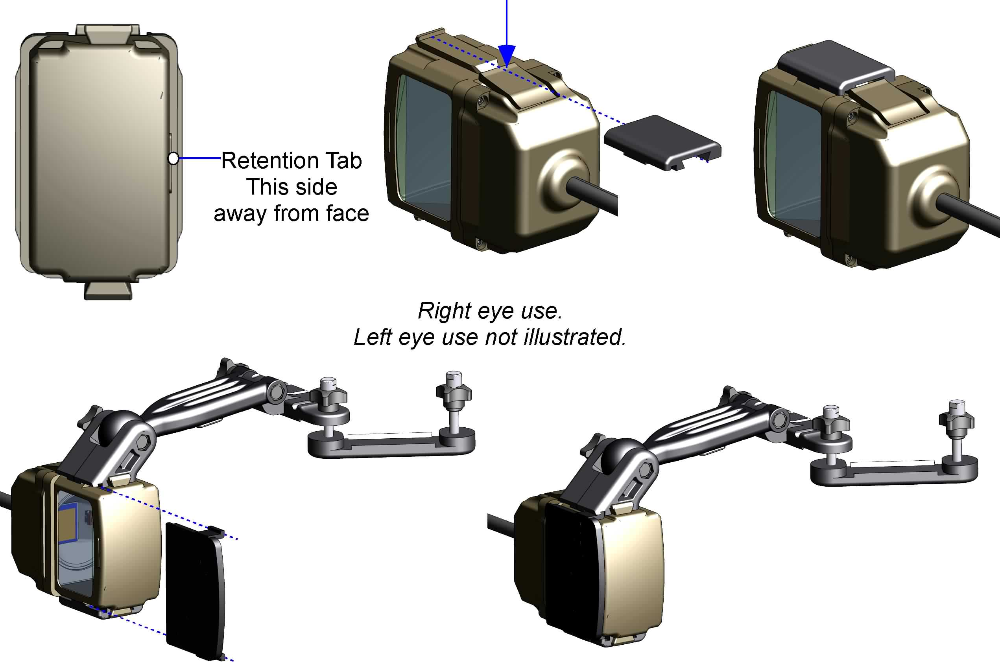 Retention Tab
This side
away from face
Right eye use.
Left eye use not illustrated.